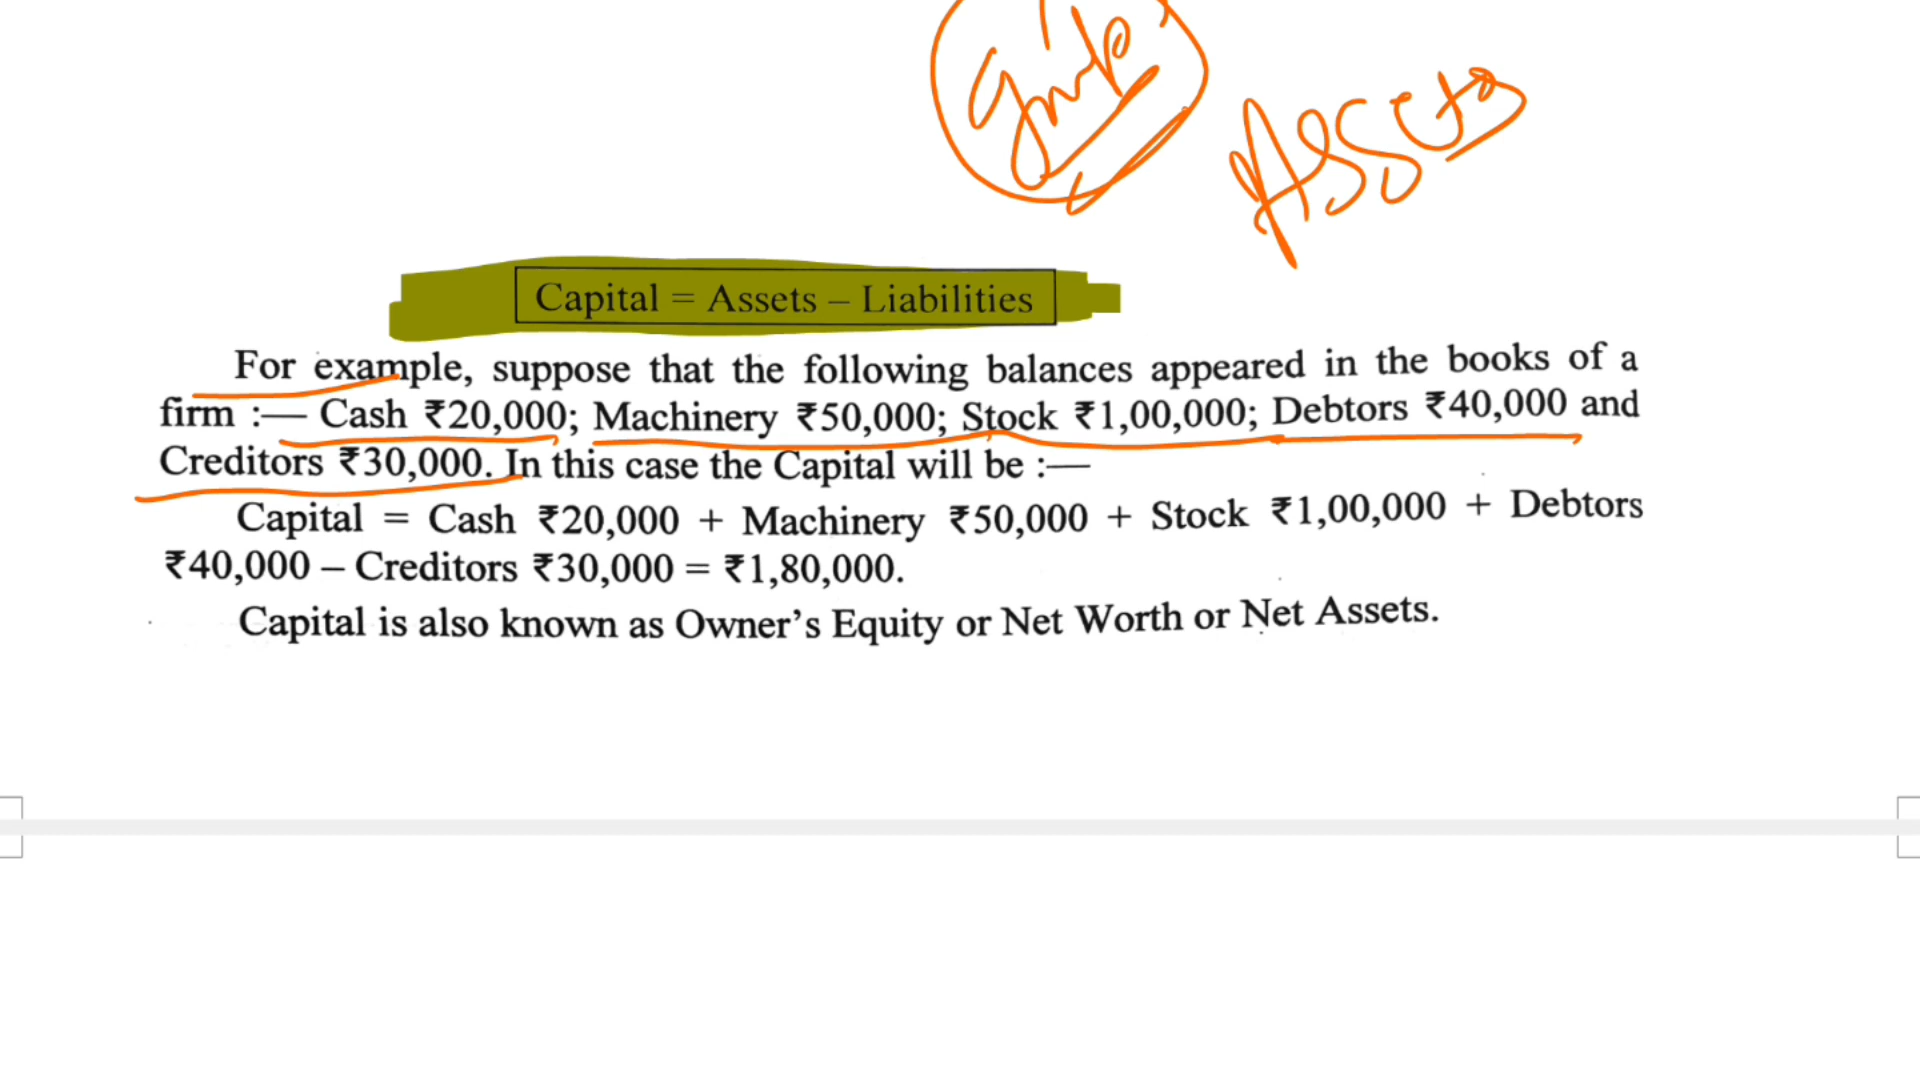 Assets
Capital = Assets – Liabilities
For example, suppose that the following balances appeared in the books of a
firm :— Cash ₹20,000; Machinery ₹50,000; Stock ₹1,00,000; Debtors ₹40,000 and
Creditors ₹30,000. In this case the Capital will be :—
Capital = Cash ₹20,000 + Machinery ₹50,000 + Stock ₹1,00,000 + Debtors
₹40,000 – Creditors ₹30,000 = ₹1,80,000.
Capital is also known as Owner's Equity or Net Worth or Net Assets.